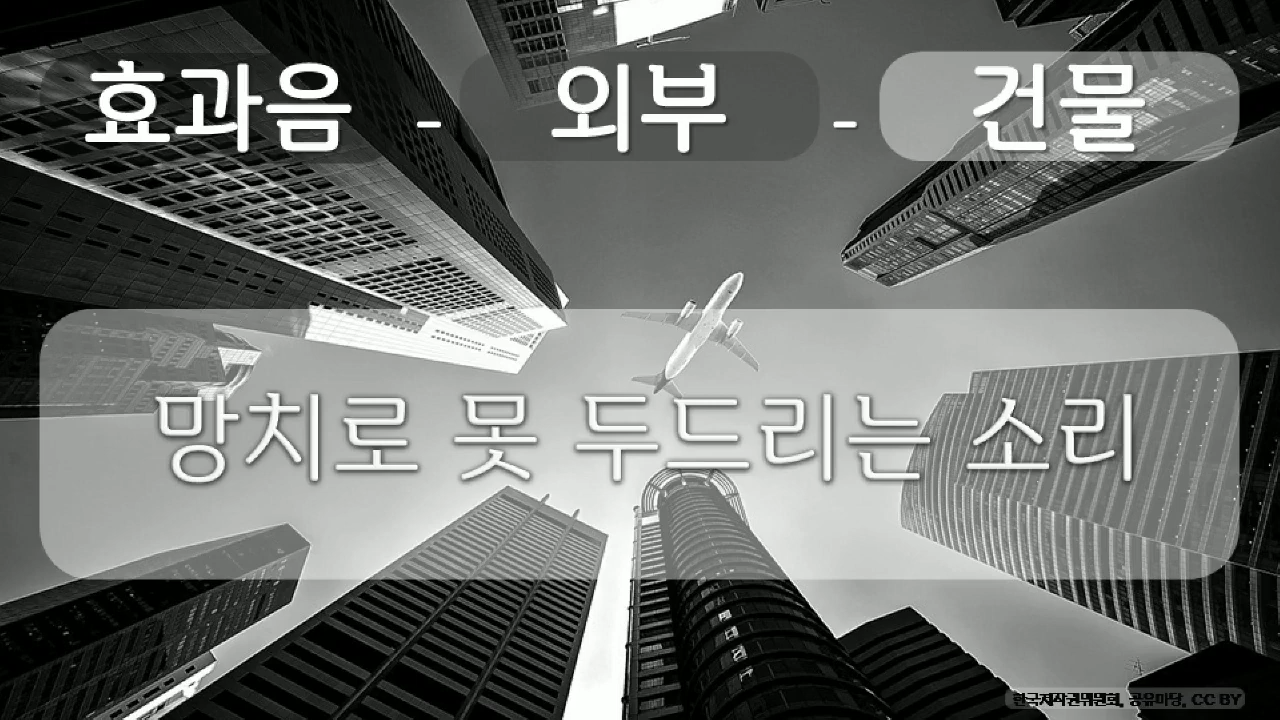 효과음 - 외부 - 건물
망치로 못 두드리는 소리
한국저작권위원회, 공유마당, CC BY